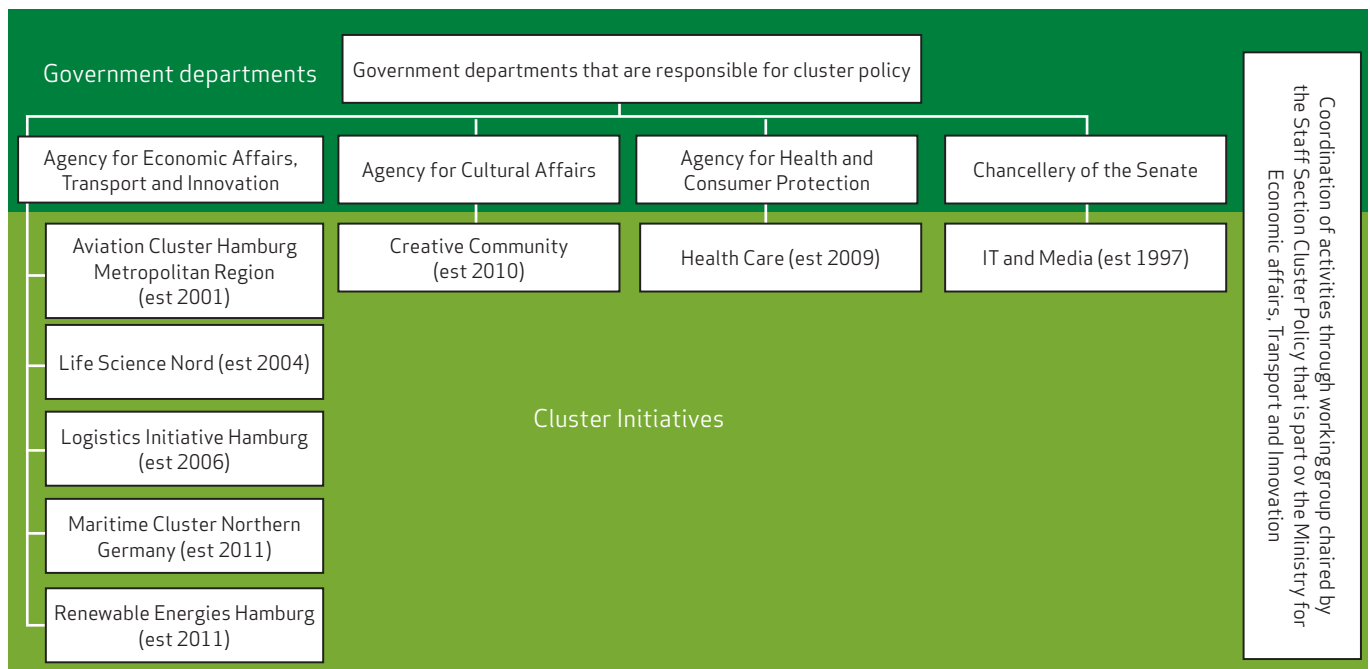 Government departments
Government departments that are responsible for cluster policy
Agency for Economic Affairs,
Transport and Innovation
Agency for Cultural Affairs
Agency for Health and
Consumer Protection
Chancellery of the Senate
Aviation Cluster Hamburg
Metropolitan Region
(est 2001)
Creative Community
(est 2010)
Health Care (est 2009)
IT and Media (est 1997)
Life Science Nord (est 2004)
Logistics Initiative Hamburg
(est 2006)
Maritime Cluster Northern
Germany (est 2011)
Renewable Energies Hamburg
(est 2011)
Cluster Initiatives
Coordination of activities through working group chaired by
the Staff Section Cluster Policy that is part ov the Ministry for
Economic affairs, Transport and Innovation